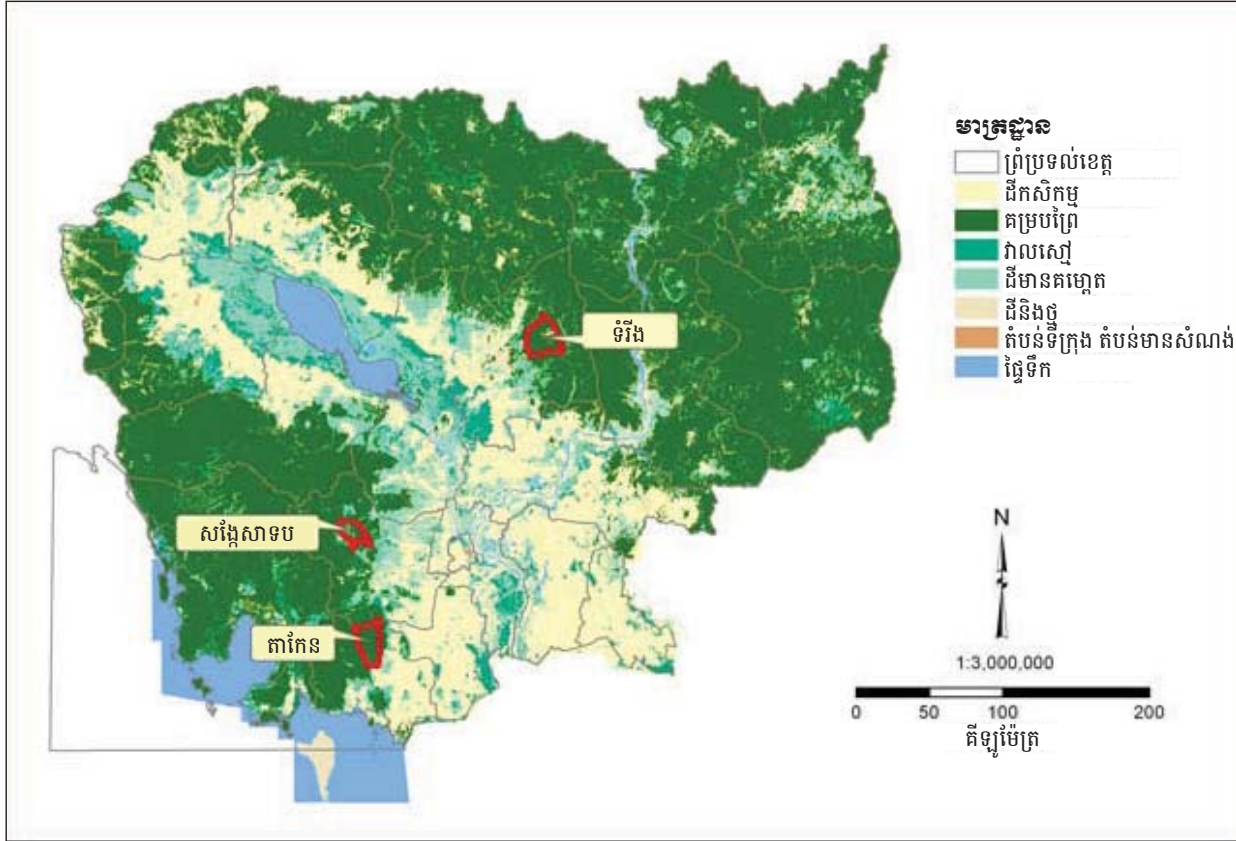 មាត្រដ្ឋាន
ព្រំប្រទល់ខេត្ត
ដីកសិកម្ម
គម្របព្រៃ
វាលស្មៅ
ដីមានគម្ពោត
ដីនិងថ្ម
តំបន់ទីក្រុង តំបន់មានសំណង់
ផ្ទៃទឹក
ទំរីង
សង្កែសាទប
តាកែន
N
1:3,000,000
0 50 100 200
គីឡូម៉ែត្រ